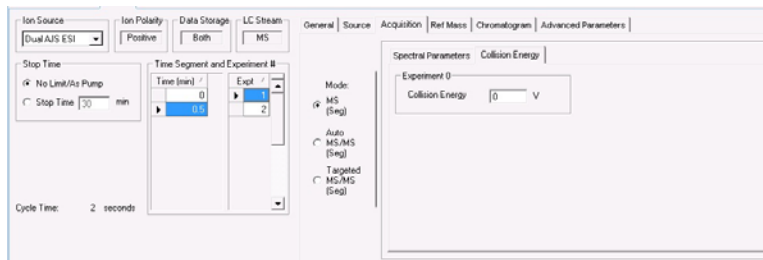 Ion Source
Dual AJS ESI
Ion Polarity
Positive
Data Storage
Both
LC Stream
MS
Stop Time
No Limit/As Pump
Stop Time 30 min
Cycle Time: 2 seconds
Time Segment and Experiment #
Time (min) Expt
0 1
0.5 2
General Source Acquisition Ref Mass Chromatogram Advanced Parameters
Mode:
MS
(Seg)
Auto
MS/MS
(Seg)
Targeted
MS/MS
(Seg)
Spectral Parameters Collision Energy
Experiment 0
Collision Energy 0 V